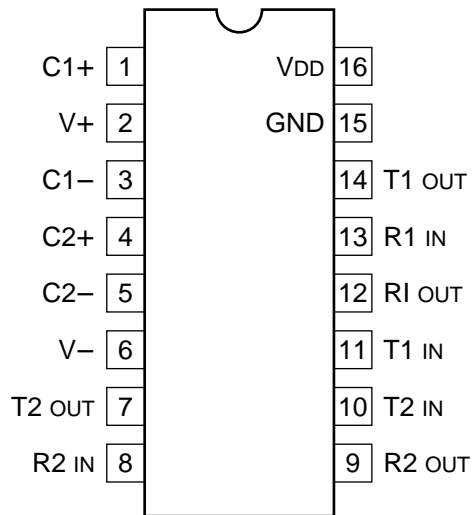 C1+ 1 VDD 16
V+ 2 GND 15
C1− 3 14 T1 OUT
C2+ 4 13 R1 IN
C2− 5 12 RI OUT
V− 6 11 T1 IN
T2 OUT 7 10 T2 IN
R2 IN 8 9 R2 OUT